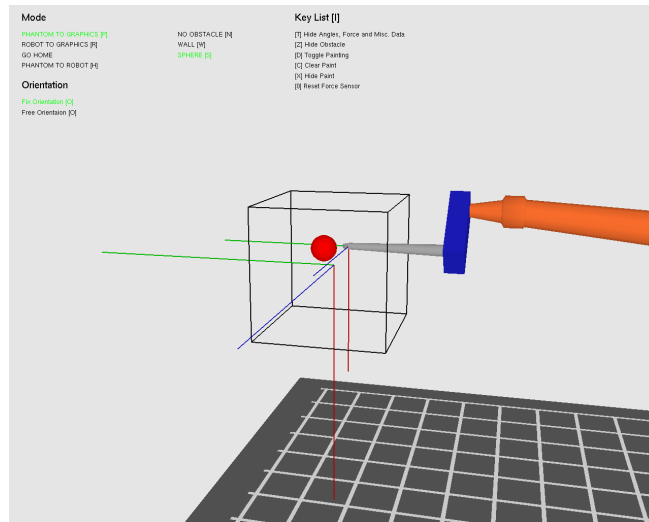 Mode
PHANTOM TO GRAPHICS [P]
ROBOT TO GRAPHICS [R]
GO HOME
PHANTOM TO ROBOT [H]
NO OBSTACLE [N]
WALL [W]
SPHERE [S]
Orientation
Fix Orientation [O]
Free Orientaion [O]
Key List [I]
[T] Hide Angles, Force and Misc. Data
[Z] Hide Obstacle
[D] Toggle Painting
[C] Clear Paint
[X] Hide Paint
[0] Reset Force Sensor